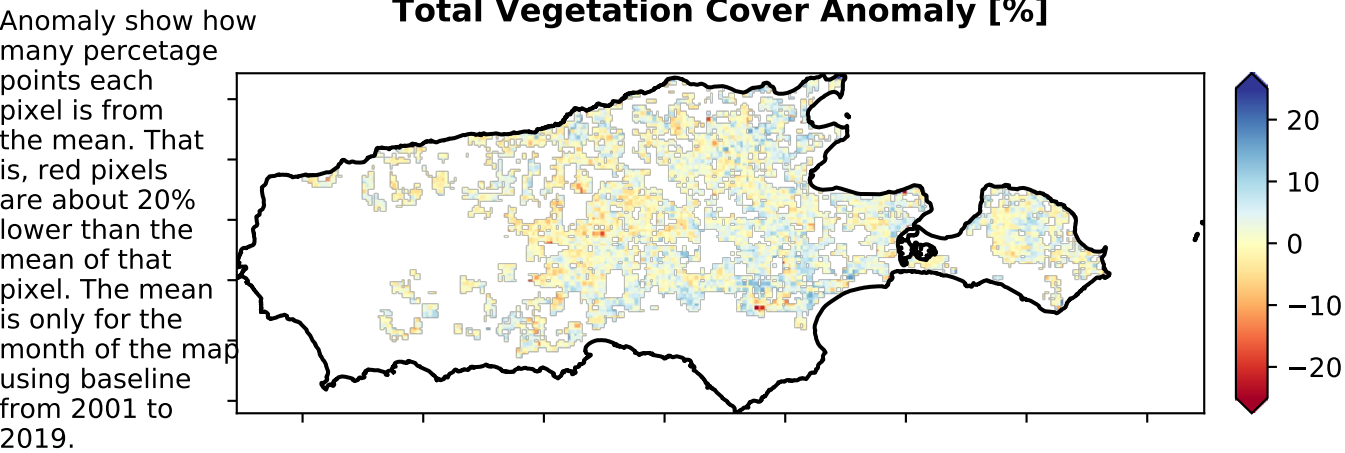 Total Vegetation Cover Anomaly [%]
Anomaly show how
many percetage
points each
pixel is from
the mean. That
is, red pixels
are about 20%
lower than the
mean of that
pixel. The mean
is only for the
month of the map
using baseline
from 2001 to
2019.
20
10
0
−10
−20